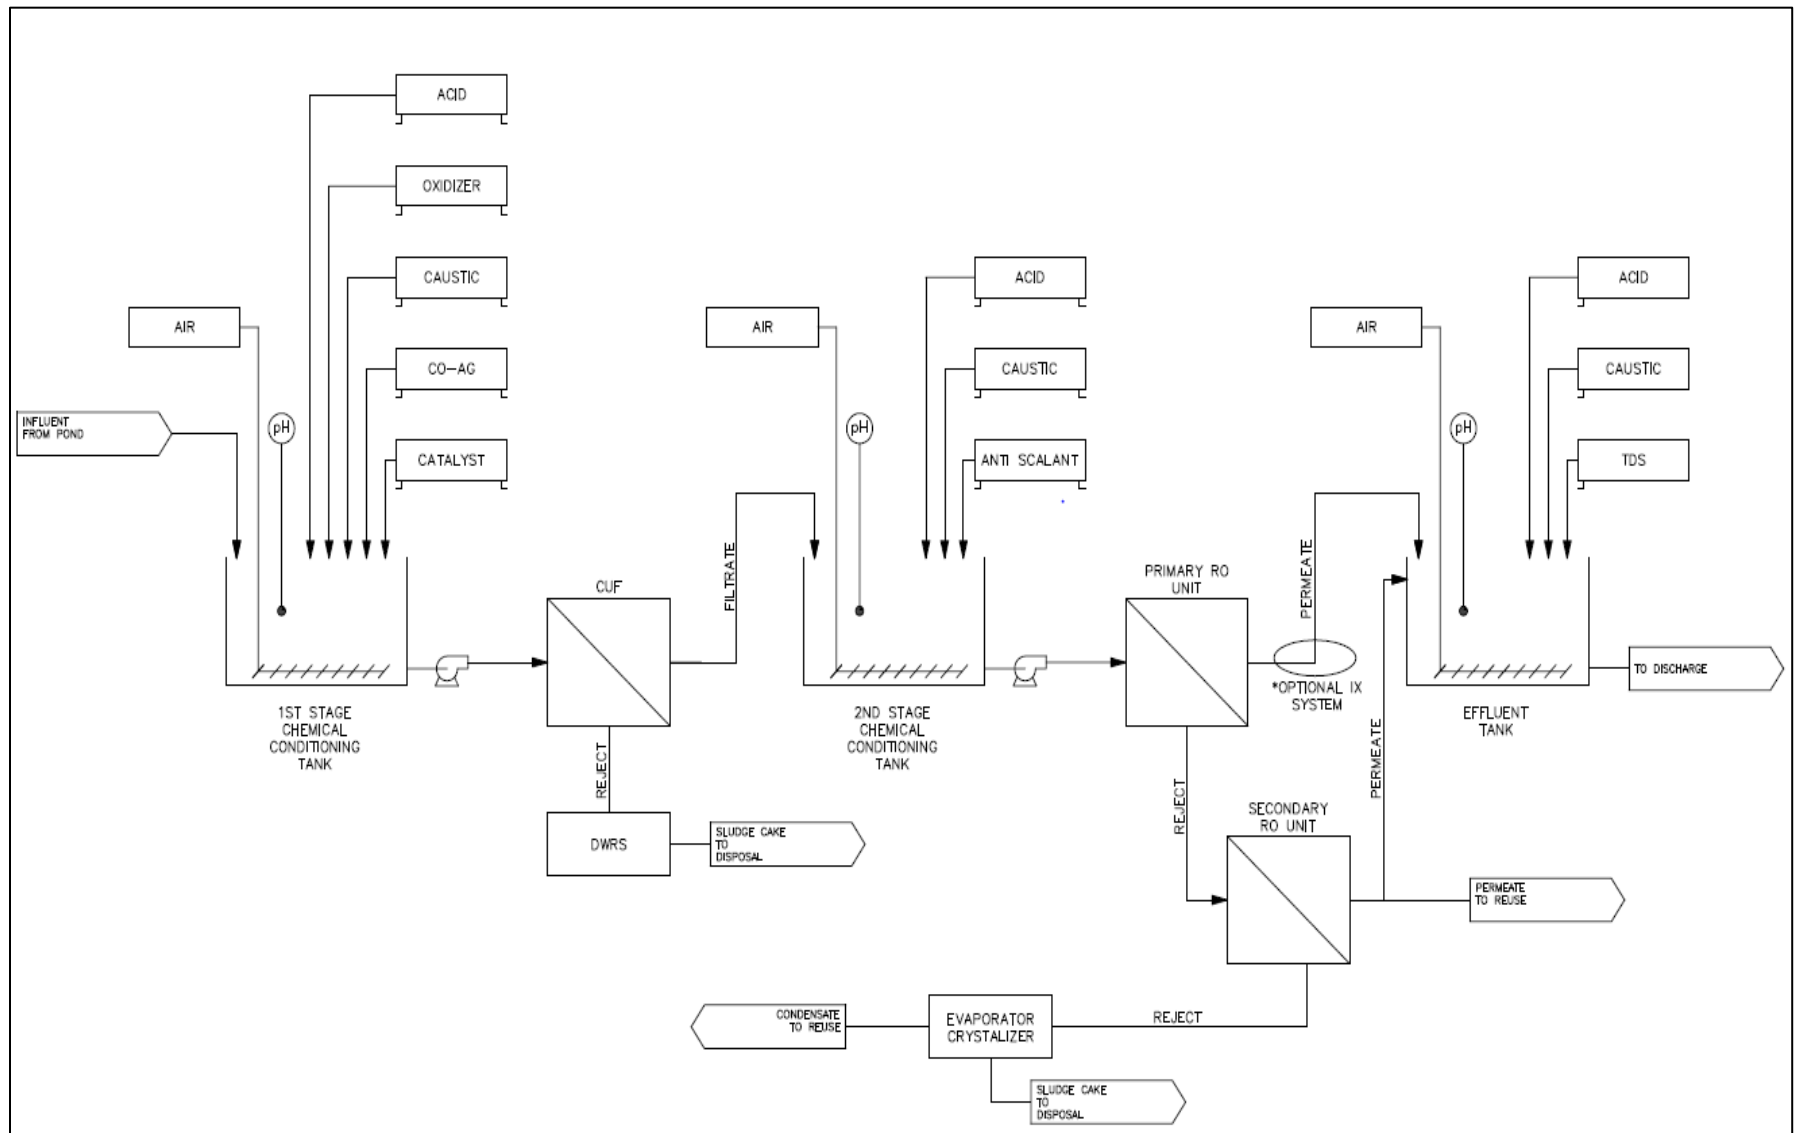 ACID
OXIDIZER
CAUSTIC
CO-AG
CATALYST
AIR
INFLUENT
FROM POND
pH
1ST STAGE
CHEMICAL
CONDITIONING
TANK
CUF
FILTRATE
REJECT
DWRS
SLUDGE CAKE
TO
DISPOSAL
AIR
pH
ACID
CAUSTIC
ANTI SCALANT
2ND STAGE
CHEMICAL
CONDITIONING
TANK
PRIMARY RO
UNIT
PERMEATE
*OPTIONAL IX
SYSTEM
REJECT
SECONDARY
RO UNIT
PERMEATE
AIR
pH
ACID
CAUSTIC
TDS
EFFLUENT
TANK
TO DISCHARGE
PERMEATE
TO REUSE
REJECT
EVAPORATOR
CRYSTALIZER
CONDENSATE
TO REUSE
SLUDGE CAKE
TO
DISPOSAL